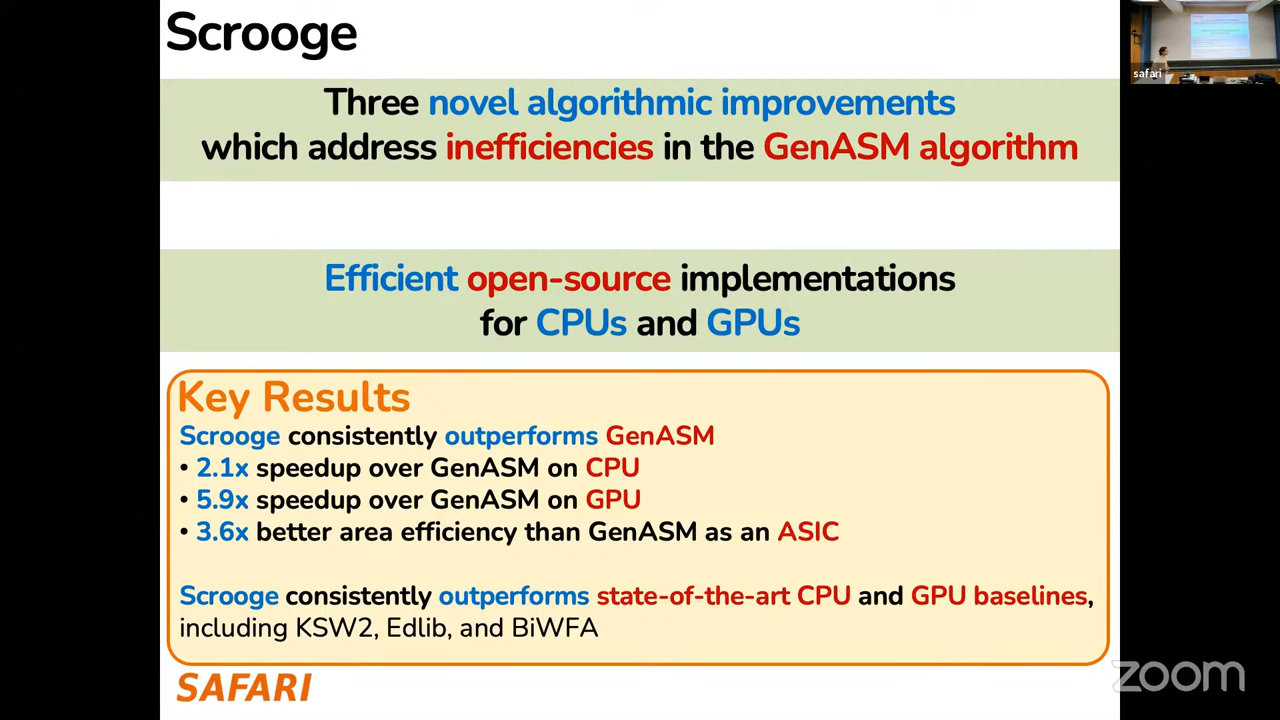 Scrooge
Three novel algorithmic improvements
which address inefficiencies in the GenASM algorithm
Efficient open-source implementations
for CPUs and GPUs
Key Results
Scrooge consistently outperforms GenASM
• 2.1x speedup over GenASM on CPU
• 5.9x speedup over GenASM on GPU
• 3.6x better area efficiency than GenASM as an ASIC
Scrooge consistently outperforms state-of-the-art CPU and GPU baselines,
including KSW2, Edlib, and BiWFA
SAFARI
safari
zoom